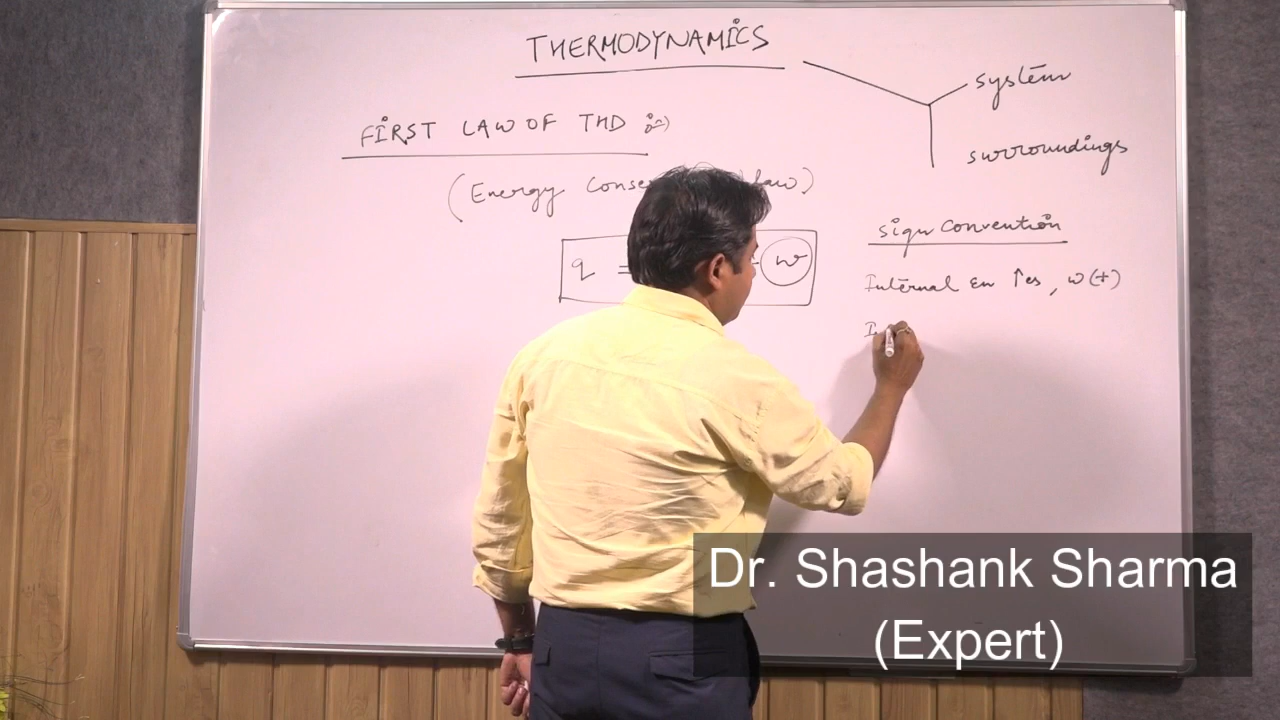 THERMODYNAMICS
system
surroundings
FIRST LAW OF THD
(Energy law)
q = w
sign convention
Internal En ↑es, w(+)
I
Dr. Shashank Sharma
(Expert)